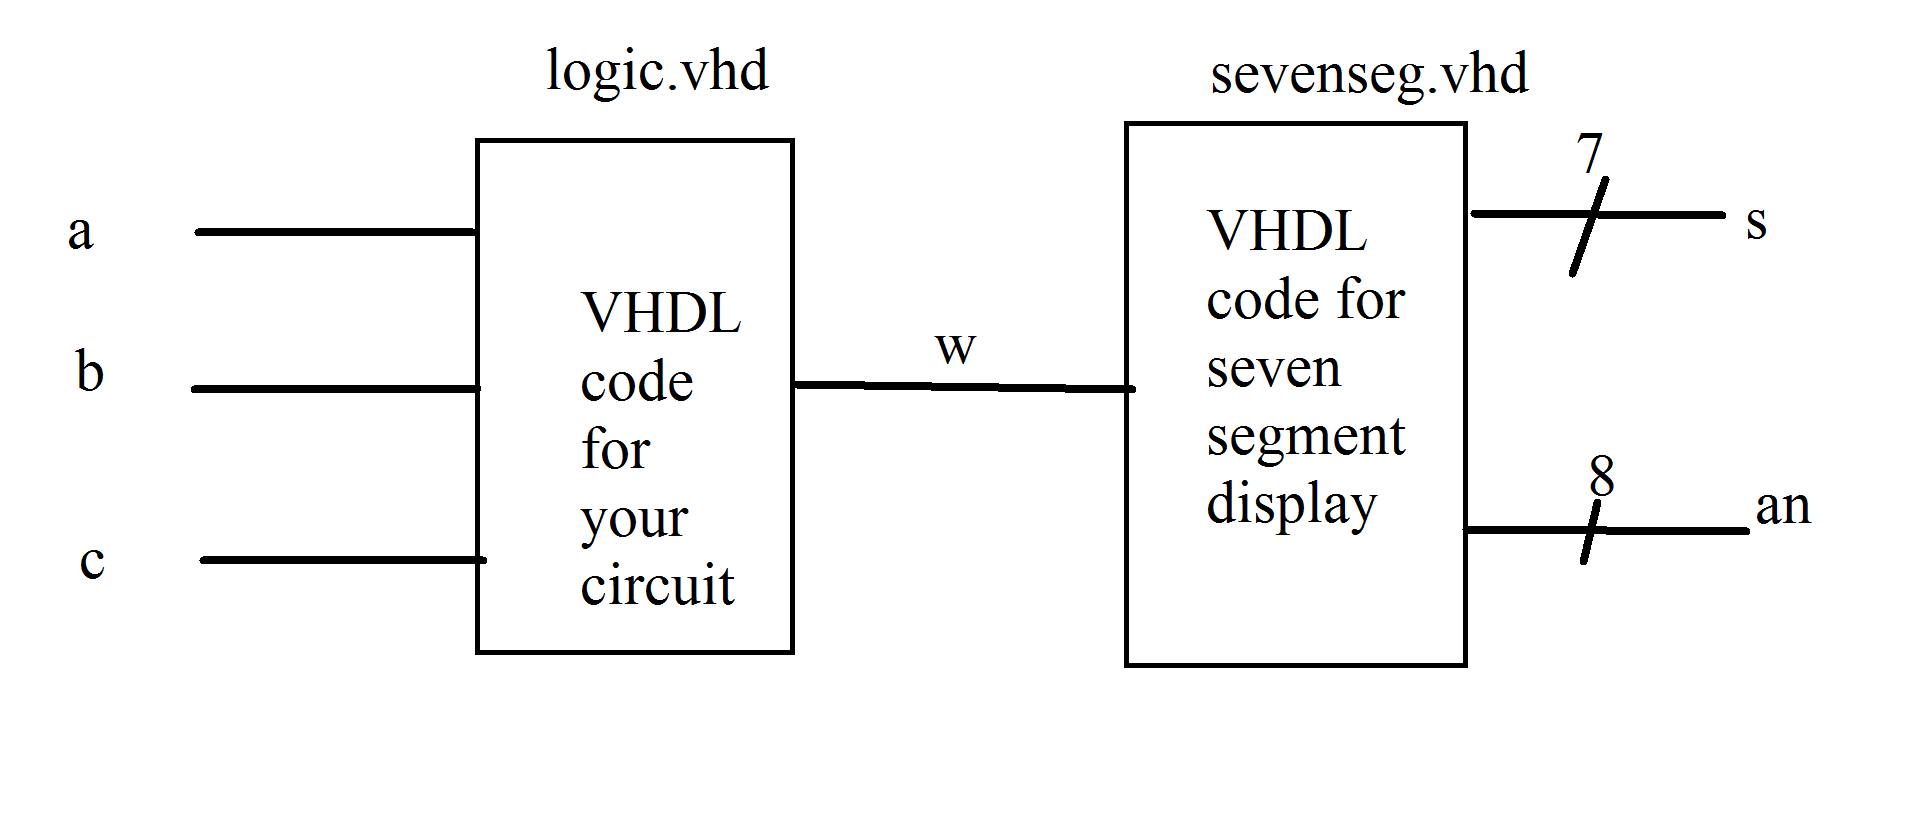 logic.vhd
sevenseg.vhd
a
b
c
VHDL
code
for
your
circuit
w
VHDL
code for
seven
segment
display
7
s
8
an